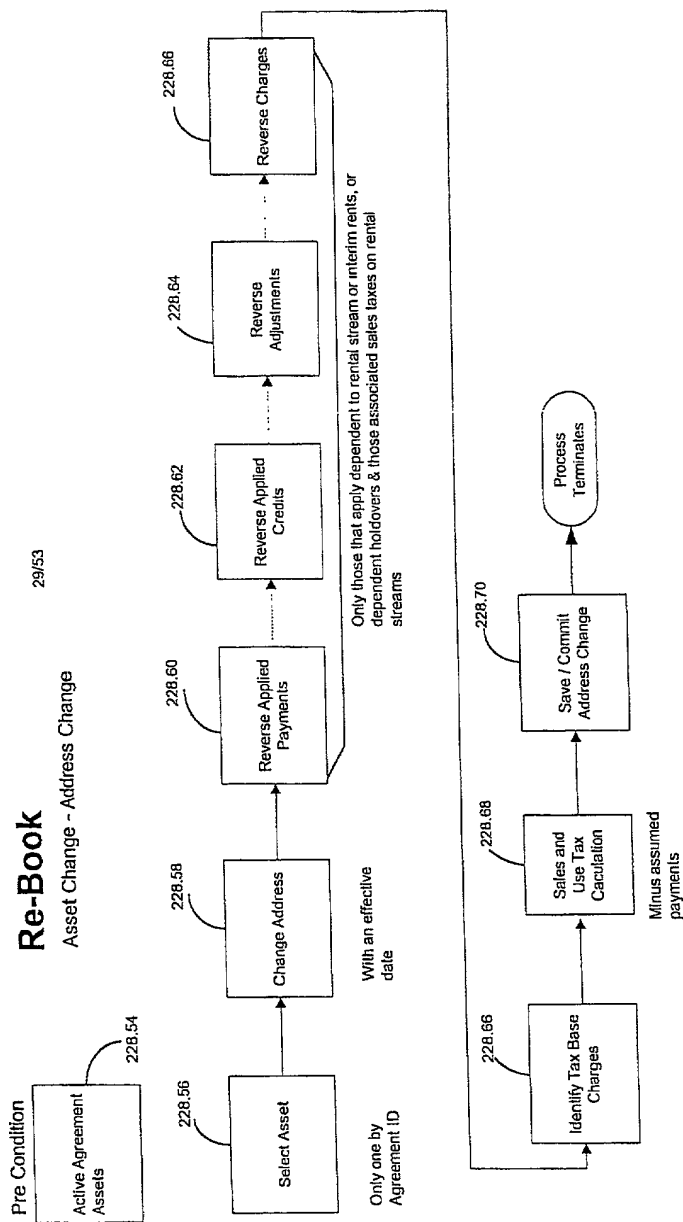 Re-Book
29/53
Asset Change - Address Change
Pre Condition
Active Agreement
Assets
228.54
228.56
Select Asset
Only one by
Agreement ID
228.58
Change Address
With an effective
date
228.60
Reverse Applied
Payments
228.62
Reverse Applied
Credits
228.64
Reverse
Adjustments
228.66
Reverse Charges
Only those that apply dependent to rental stream or interim rents, or
dependent holdovers & those associated sales taxes on rental
streams
228.66
Identify Tax Base
Charges
228.68
Sales and
Use Tax
Caculation
Minus assumed
payments
228.70
Save / Commit
Address Change
Process
Terminates